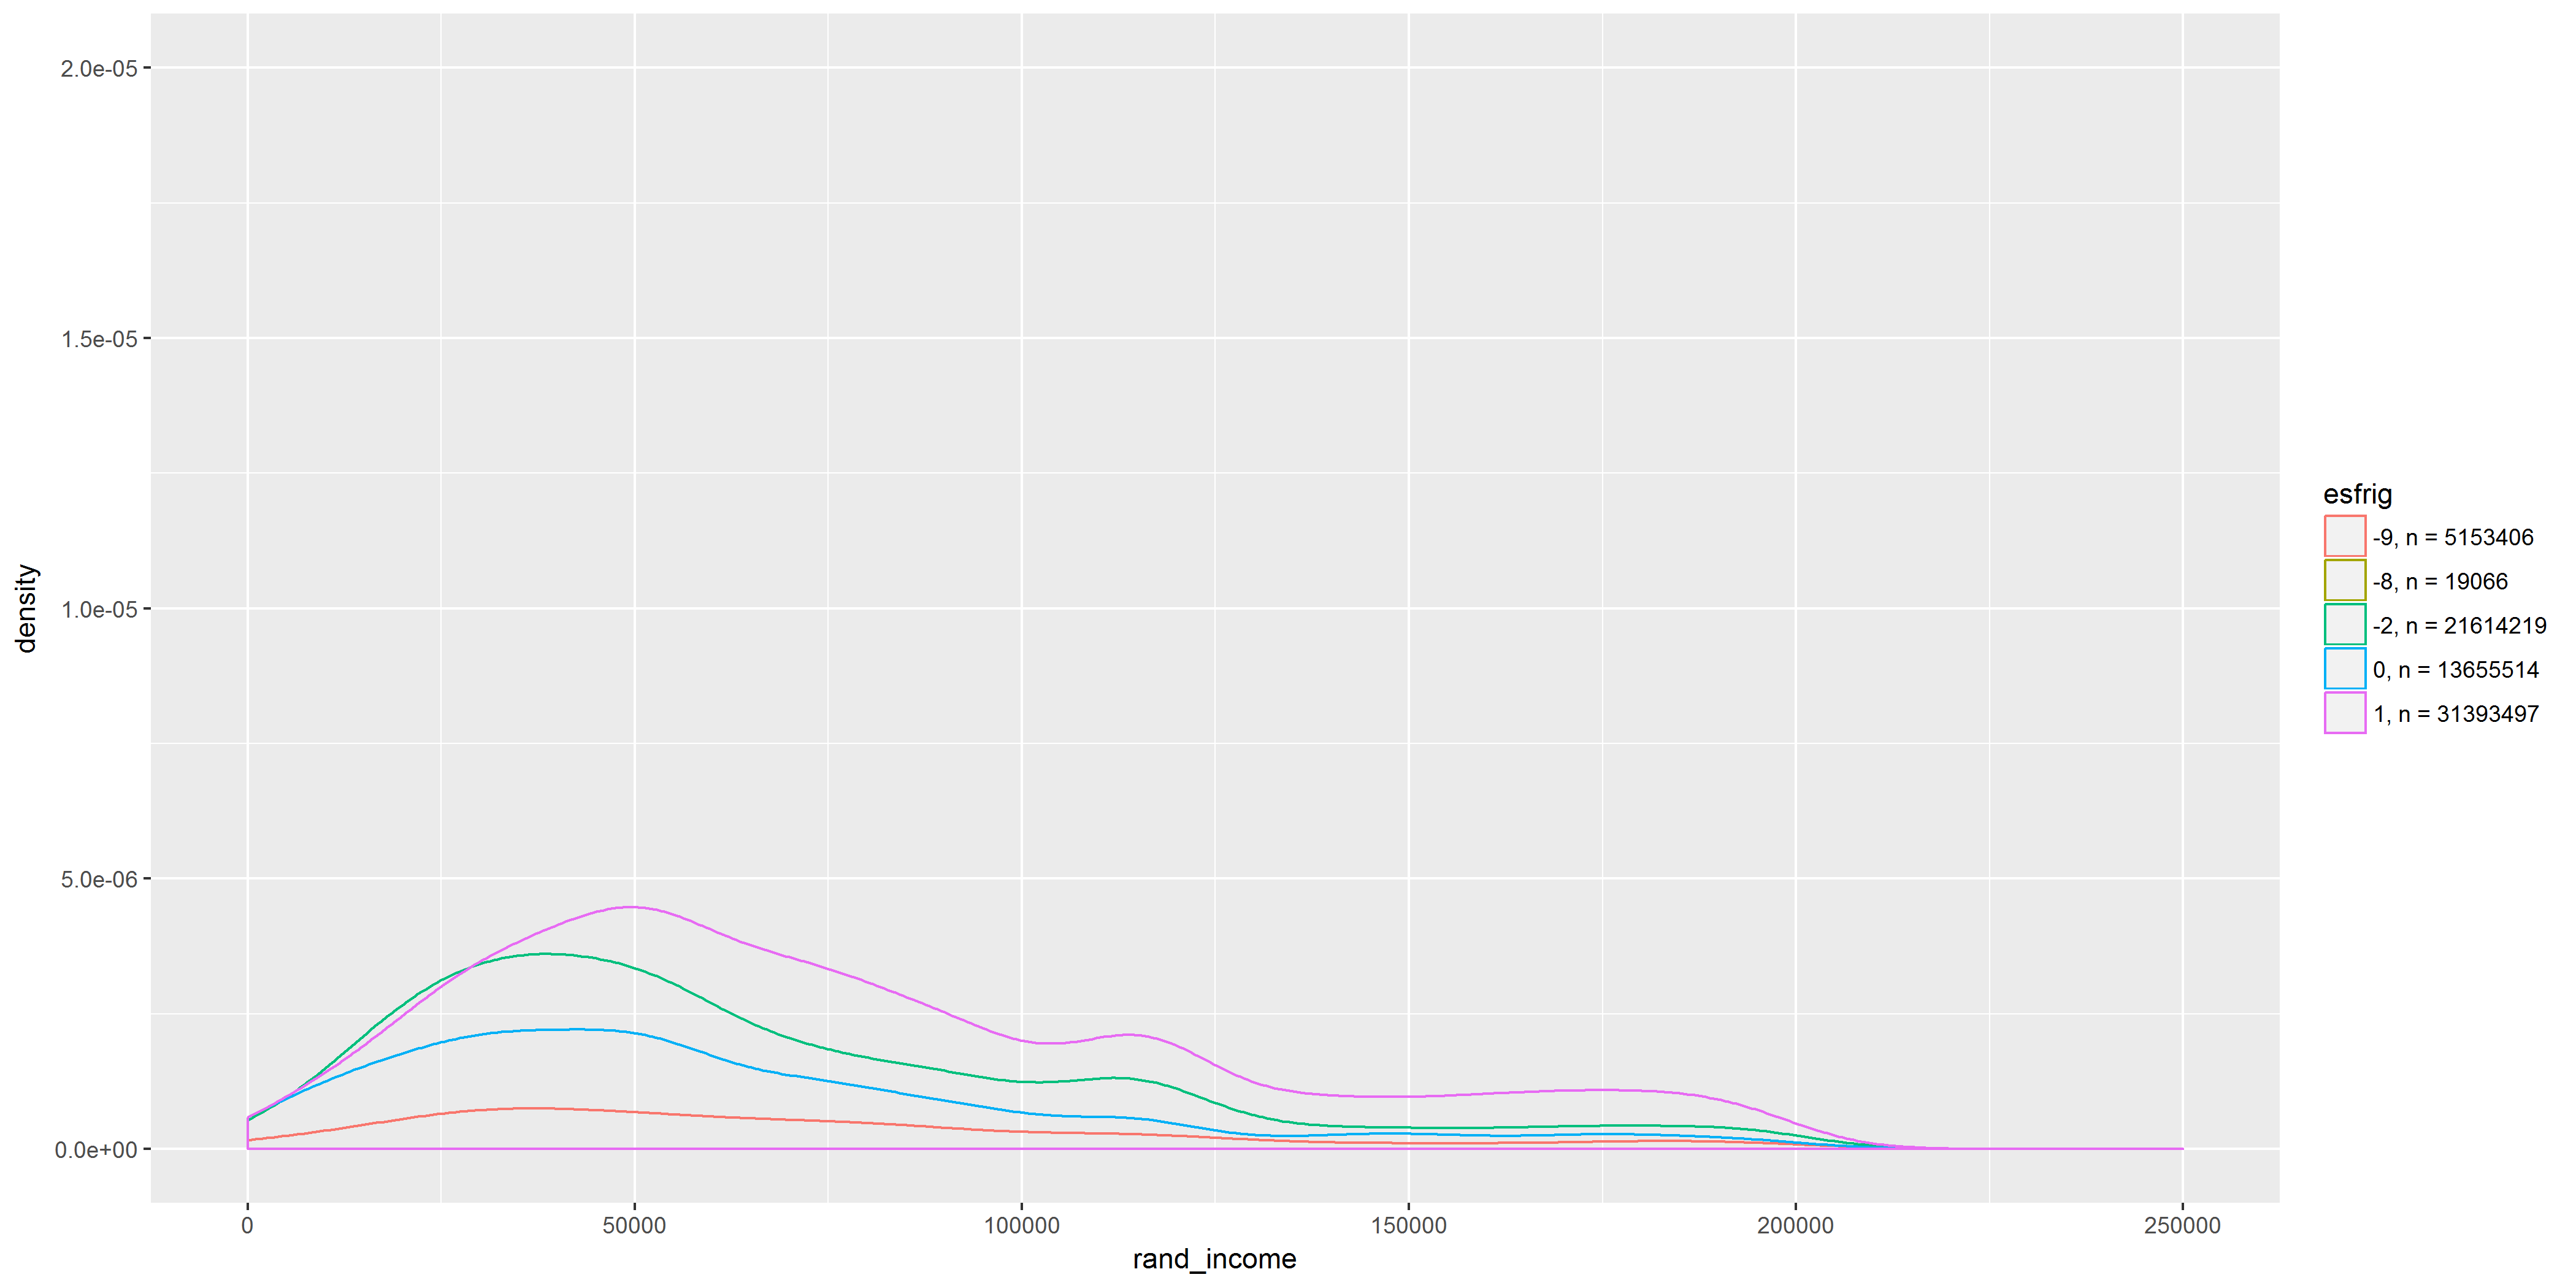 2.0e-05
1.5e-05
1.0e-05
5.0e-06
0.0e+00
density
0 50000 100000 150000 200000 250000
rand_income
esfrig
-9, n = 5153406
-8, n = 19066
-2, n = 21614219
0, n = 13655514
1, n = 31393497